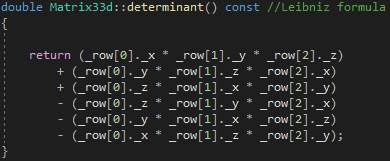 double Matrix33d::determinant() const //Leibniz formula
{
return (_row[0]._x * _row[1]._y * _row[2]._z)
+ (_row[0]._y * _row[1]._z * _row[2]._x)
+ (_row[0]._z * _row[1]._x * _row[2]._y)
- (_row[0]._z * _row[1]._y * _row[2]._x)
- (_row[0]._y * _row[1]._x * _row[2]._z)
- (_row[0]._x * _row[1]._z * _row[2]._y);
}